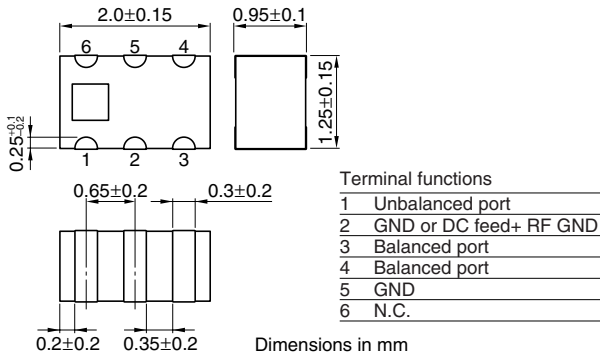 2.0±0.15
0.95±0.1
6 5 4
1.25±0.15
0.25+0.1-0.2
1 2 3
0.65±0.2
0.3±0.2
0.2±0.2
0.35±0.2
Dimensions in mm
Terminal functions
1 Unbalanced port
2 GND or DC feed+ RF GND
3 Balanced port
4 Balanced port
5 GND
6 N.C.